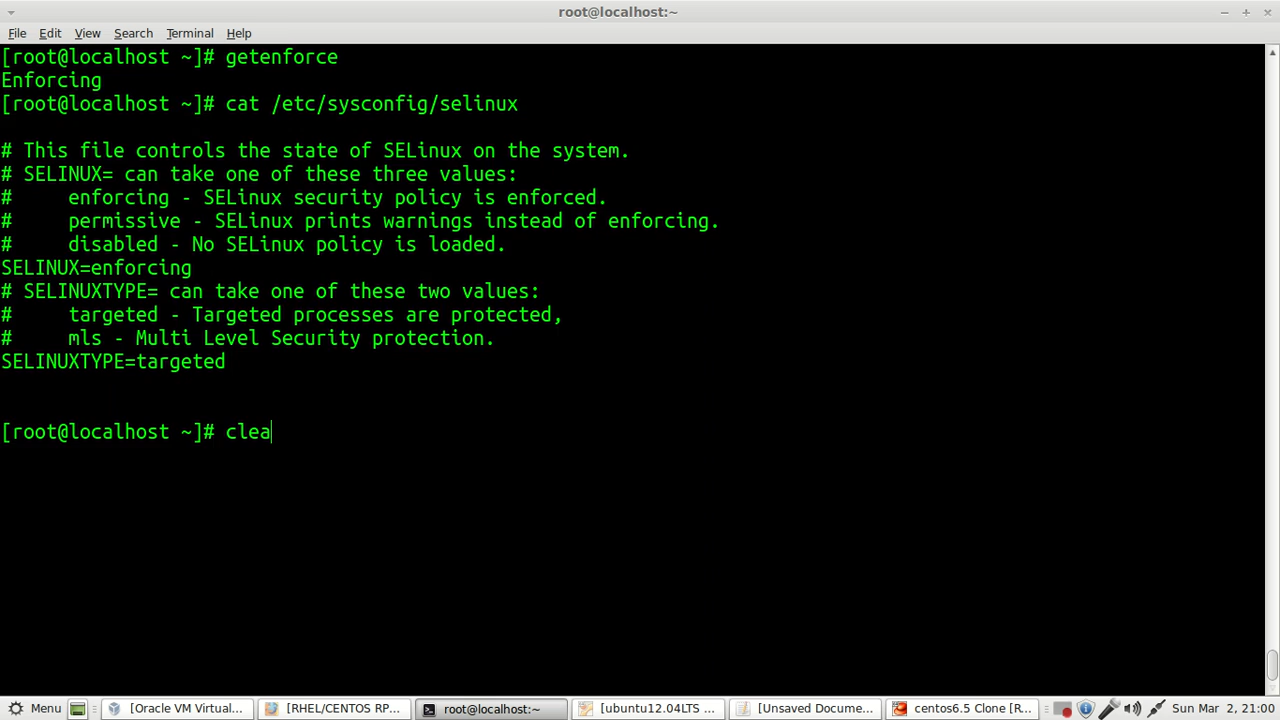 root@localhost:~
File Edit View Search Terminal Help
[root@localhost ~]# getenforce
Enforcing
[root@localhost ~]# cat /etc/sysconfig/selinux
# This file controls the state of SELinux on the system.
# SELINUX= can take one of these three values:
#     enforcing - SELinux security policy is enforced.
#     permissive - SELinux prints warnings instead of enforcing.
#     disabled - No SELinux policy is loaded.
SELINUX=enforcing
# SELINUXTYPE= can take one of these two values:
#     targeted - Targeted processes are protected,
#     mls - Multi Level Security protection.
SELINUXTYPE=targeted
[root@localhost ~]# clea
Menu [Oracle VM Virtual... [RHEL/CENTOS RP... root@localhost:~ [ubuntu12.04LTS ... [Unsaved Docume... centos6.5 Clone [R... Sun Mar 2, 21:00